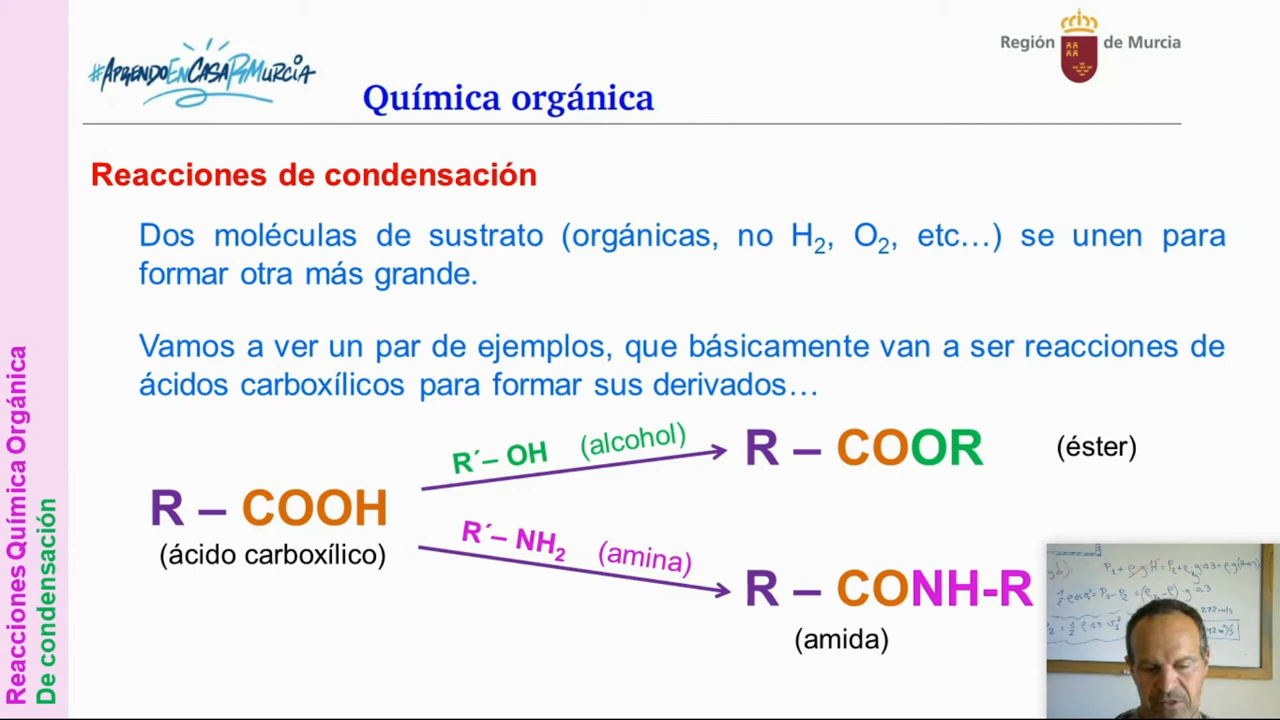 #APRENDOENCASARMURCIA
Región de Murcia
Química orgánica
Reacciones de condensación
Dos moléculas de sustrato (orgánicas, no H₂, O₂, etc…) se unen para
formar otra más grande.
Vamos a ver un par de ejemplos, que básicamente van a ser reacciones de
ácidos carboxílicos para formar sus derivados…
R´– OH (alcohol)
R – COOR (éster)
R – COOH
(ácido carboxílico)
R´– NH₂ (amina)
R – CONH-R
(amida)
Reacciones Química Orgánica
De condensación